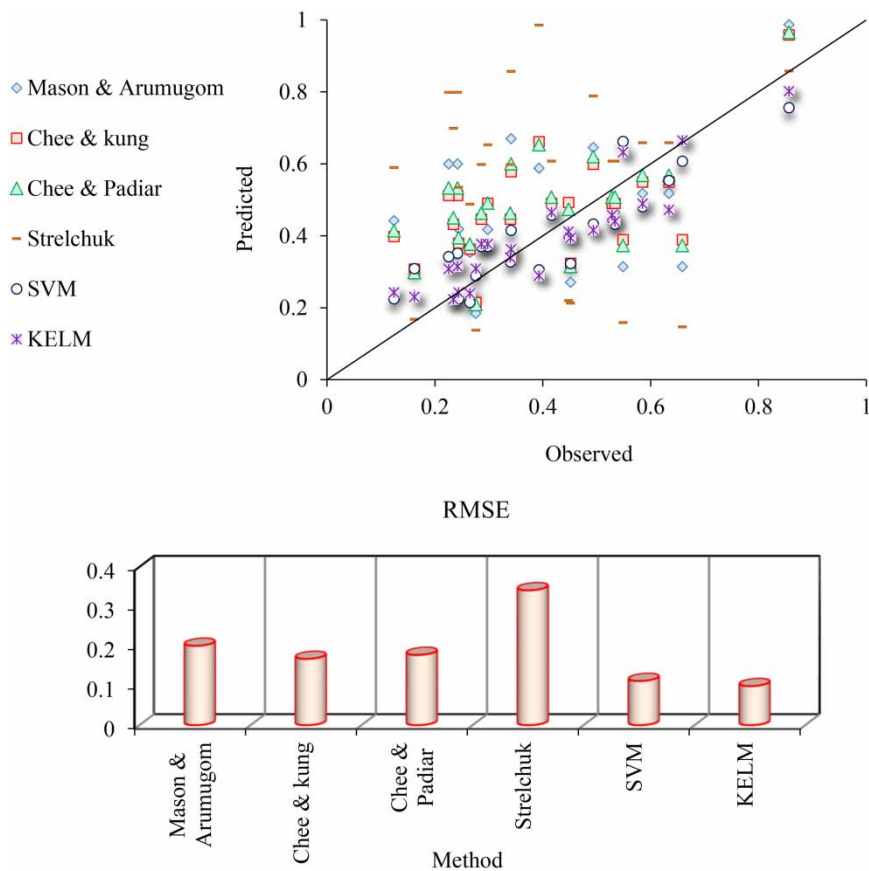 Mason & Arumugom
Chee & kung
Chee & Padiar
Strelchuk
SVM
KELM
Predicted
1
0.8
0.6
0.4
0.2
0
0
0.2
0.4
0.6
0.8
1
Observed
RMSE
0.4
0.3
0.2
0.1
0
Mason &
Arumugom
Chee & kung
Chee &
Padiar
Strelchuk
SVM
KELM
Method